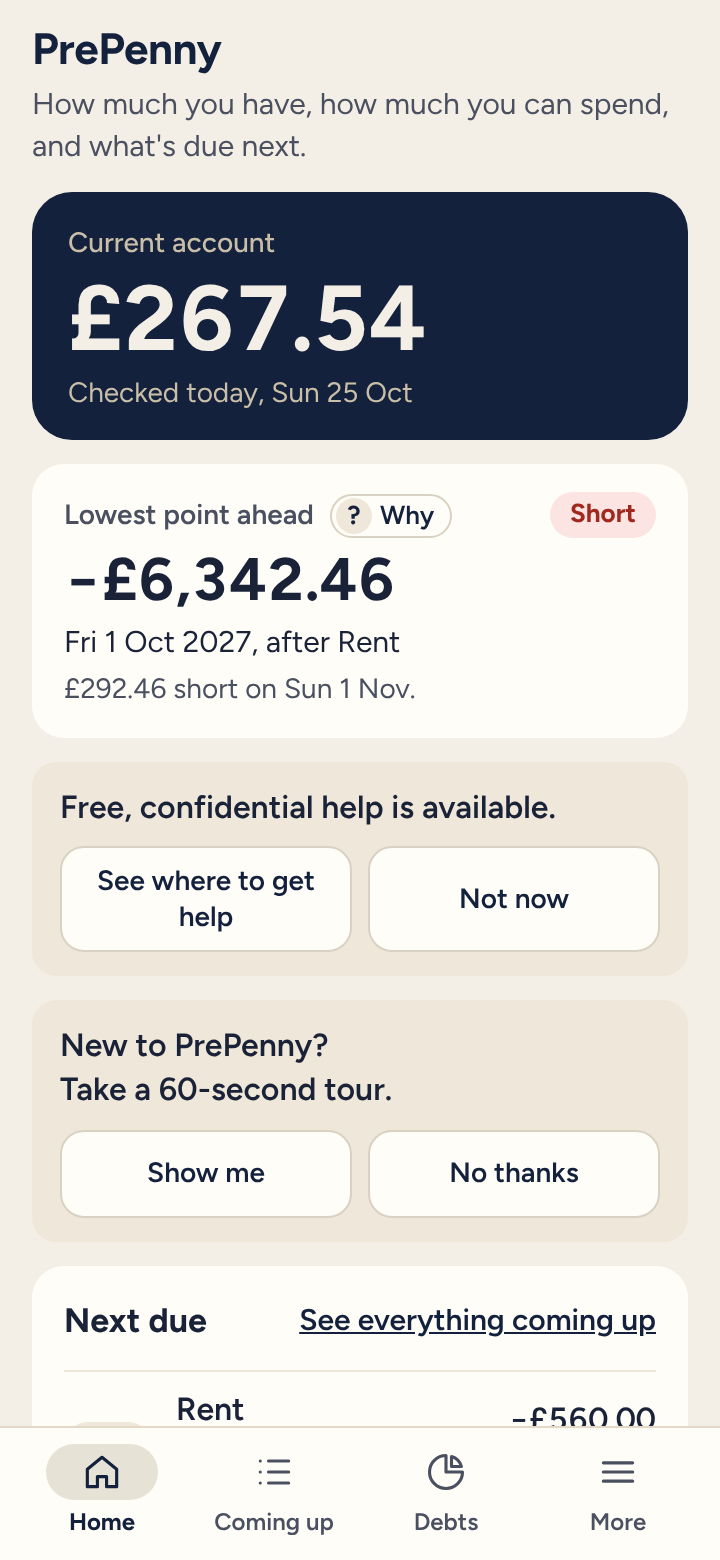 PrePenny
How much you have, how much you can spend,
and what's due next.
Current account
£267.54
Checked today, Sun 25 Oct
Lowest point ahead ? Why Short
−£6,342.46
Fri 1 Oct 2027, after Rent
£292.46 short on Sun 1 Nov.
Free, confidential help is available.
See where to get
help
Not now
New to PrePenny?
Take a 60-second tour.
Show me No thanks
Next due See everything coming up
Rent −£560.00
Home Coming up Debts More